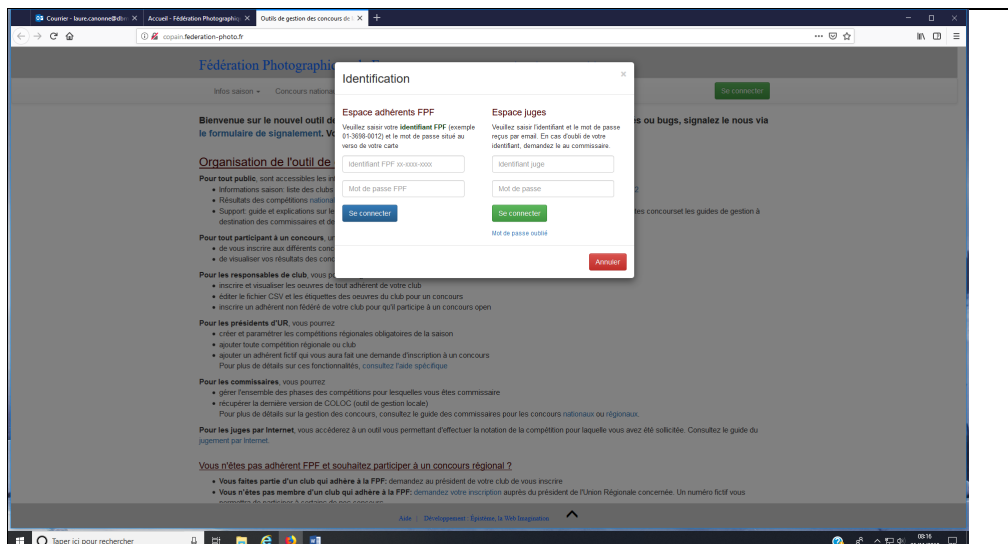 Courrier - laure.canonne@dbm
Accueil - Fédération Photographiq
Outils de gestion des concours de l
copain.federation-photo.fr
Fédération Photographi
Infos saison
Concours nationa
Se connecter
Identification
×
Espace adhérents FPF
Veuillez saisir votre identifiant FPF (exemple
01-3698-0012) et le mot de passe situé au
verso de votre carte
Identifiant FPF xx-xxxx-xxxx
Mot de passe FPF
Se connecter
Espace juges
Veuillez saisir l'identifiant et le mot de passe
reçus par email. En cas d'oubli de votre
identifiant, demandez le au commissaire.
Identifiant juge
Mot de passe
Se connecter
Mot de passe oublié
Annuler
Bienvenue sur le nouvel outil de
s ou bugs, signalez le nous via
le formulaire de signalement. Vo
Organisation de l'outil de
Pour tout public, sont accessibles les in
• Informations saison: liste des clubs
• Résultats des compétitions nationa
• Support: guide et explications sur le
tes concourset les guides de gestion à
destination des commissaires et de
Pour tout participant à un concours, u
• de vous inscrire aux différents conc
• de visualiser vos résultats des conc
Pour les responsables de club, vous p
• inscrire et visualiser les oeuvres de tout adhérent de votre club
• éditer le fichier CSV et les étiquettes des oeuvres du club pour un concours
• inscrire un adhérent non fédéré de votre club pour qu'il participe à un concours open
Pour les présidents d'UR, vous pourrez
• créer et paramétrer les compétitions régionales obligatoires de la saison
• ajouter toute compétition régionale ou club
• ajouter un adhérent fictif qui vous aura fait une demande d'inscription à un concours
Pour plus de détails sur ces fonctionnalités, consultez l'aide spécifique
Pour les commissaires, vous pourrez
• gérer l'ensemble des phases des compétitions pour lesquelles vous êtes commissaire
• récupérer la dernière version de COLOC (outil de gestion locale)
Pour plus de détails sur la gestion des concours, consultez le guide des commissaires pour les concours nationaux ou régionaux.
Pour les juges par Internet, vous accéderez à un outil vous permettant d'effectuer la notation de la compétition pour laquelle vous avez été sollicitée. Consultez le guide du
jugement par Internet.
Vous n'êtes pas adhérent FPF et souhaitez participer à un concours régional ?
• Vous faites partie d'un club qui adhère à la FPF: demandez au président de votre club de vous inscrire
• Vous n'êtes pas membre d'un club qui adhère à la FPF: demandez votre inscription auprès du président de l'Union Régionale concernée. Un numéro fictif vous
Aide | Développement : Épistème, la Web Imagination
Taper ici pour rechercher
08:16